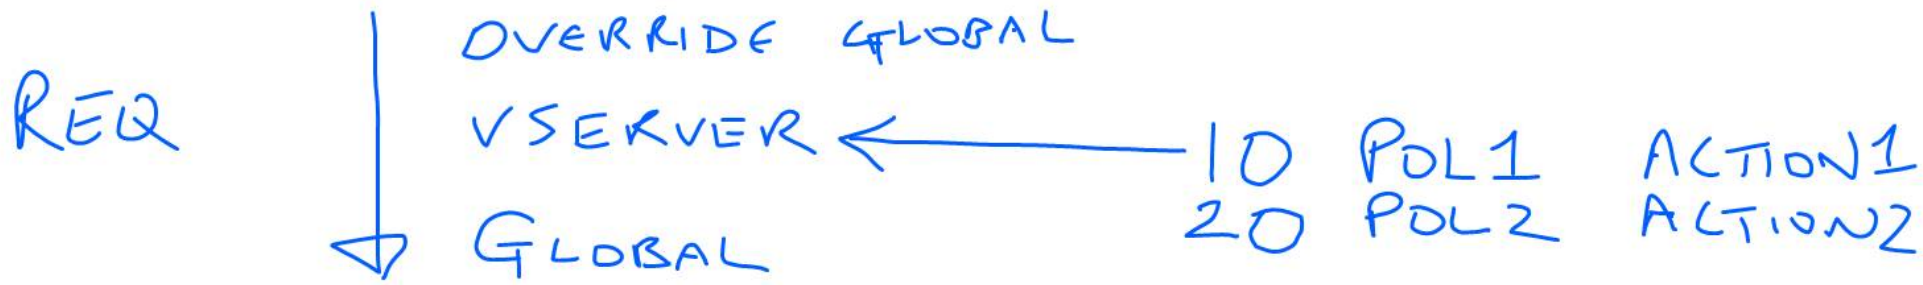 OVERRIDE GLOBAL
REQ
VSERVER
10 POL1 ACTION1
20 POL2 ACTION2
GLOBAL